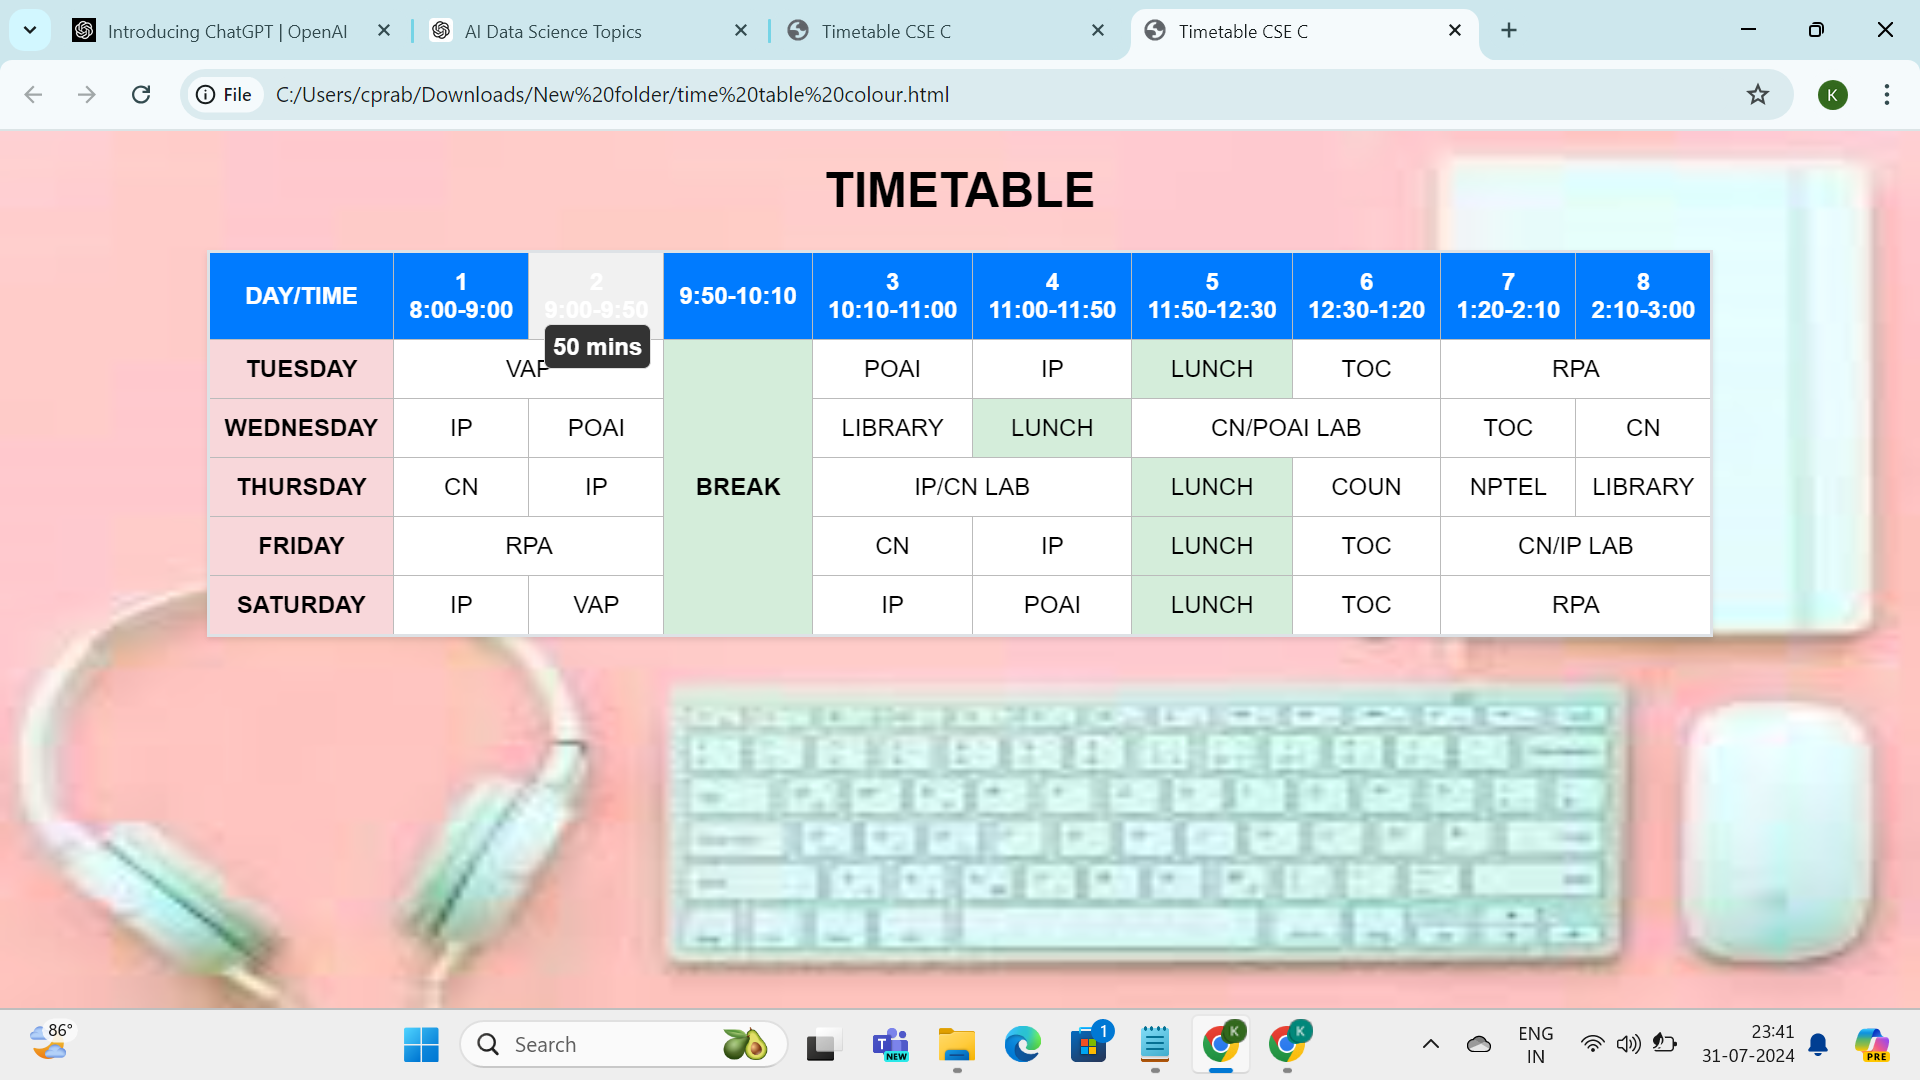 Introducing ChatGPT | OpenAI
AI Data Science Topics
Timetable CSE C
Timetable CSE C
File
C:/Users/cprab/Downloads/New%20folder/time%20table%20colour.html
K
TIMETABLE
DAY/TIME
1
8:00-9:00
2
9:00-9:50
9:50-10:10
3
10:10-11:00
4
11:00-11:50
5
11:50-12:30
6
12:30-1:20
7
1:20-2:10
8
2:10-3:00
50 mins
TUESDAY
VAP
BREAK
POAI
IP
LUNCH
TOC
RPA
WEDNESDAY
IP
POAI
LIBRARY
LUNCH
CN/POAI LAB
TOC
CN
THURSDAY
CN
IP
IP/CN LAB
LUNCH
COUN
NPTEL
LIBRARY
FRIDAY
RPA
CN
IP
LUNCH
TOC
CN/IP LAB
SATURDAY
IP
VAP
IP
POAI
LUNCH
TOC
RPA
86°
Search
T
NEW
1
K
K
ENG
IN
23:41
31-07-2024
PRE